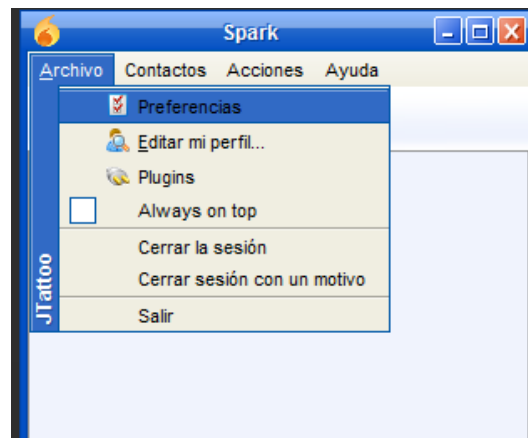 Spark
Archivo Contactos Acciones Ayuda
Preferencias
Editar mi perfil...
Plugins
Always on top
Cerrar la sesión
Cerrar sesión con un motivo
Salir
JTattoo